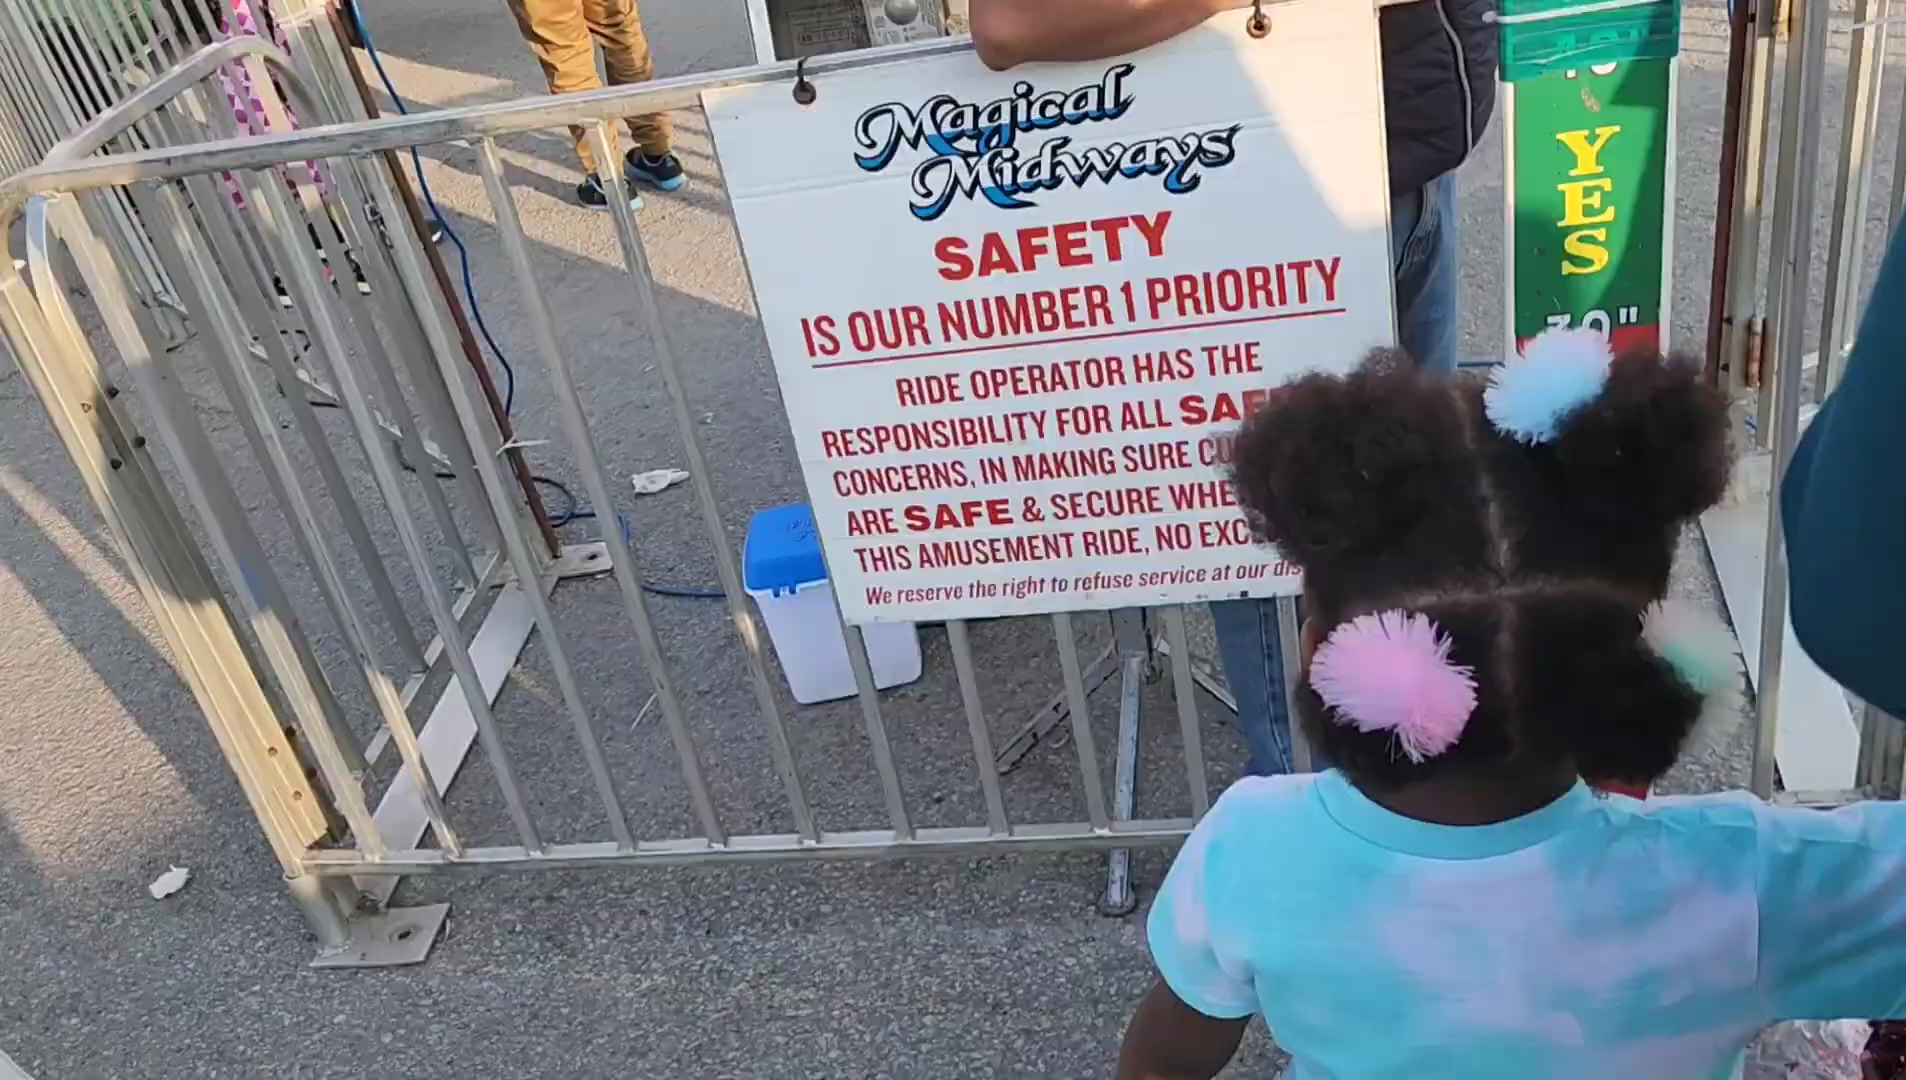 Magical
Midways
SAFETY
IS OUR NUMBER 1 PRIORITY
RIDE OPERATOR HAS THE
RESPONSIBILITY FOR ALL
CONCERNS, IN MAKING SURE
ARE SAFE & SECURE
THIS AMUSEMENT RIDE, NO
We reserve the right to refuse service at our
YES